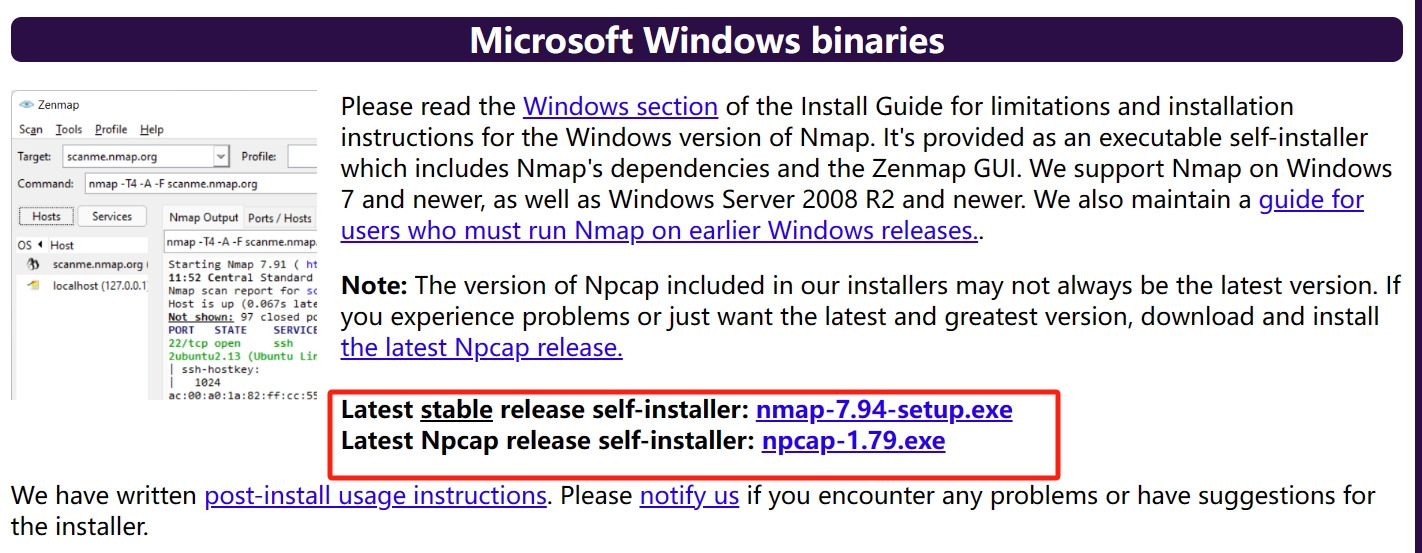 Microsoft Windows binaries
Zenmap
Scan Tools Profile Help
Target: scanme.nmap.org Profile:
Command: nmap -T4 -A -F scanme.nmap.org
Hosts Services Nmap Output Ports / Hosts
OS Host nmap -T4 -A -F scanme.nmap.
scanme.nmap.org (
localhost (127.0.0.1)
Starting Nmap 7.91 ( ht
11:52 Central Standard
Nmap scan report for sc
Host is up (0.067s late
Not shown: 97 closed po
PORT STATE SERVICE
22/tcp open ssh
2ubuntu2.13 (Ubuntu Lin
| ssh-hostkey:
| 1024
ac:00:a0:1a:82:ff:cc:55
Please read the Windows section of the Install Guide for limitations and installation
instructions for the Windows version of Nmap. It's provided as an executable self-installer
which includes Nmap's dependencies and the Zenmap GUI. We support Nmap on Windows
7 and newer, as well as Windows Server 2008 R2 and newer. We also maintain a guide for
users who must run Nmap on earlier Windows releases..
Note: The version of Npcap included in our installers may not always be the latest version. If
you experience problems or just want the latest and greatest version, download and install
the latest Npcap release.
Latest stable release self-installer: nmap-7.94-setup.exe
Latest Npcap release self-installer: npcap-1.79.exe
We have written post-install usage instructions. Please notify us if you encounter any problems or have suggestions for
the installer.